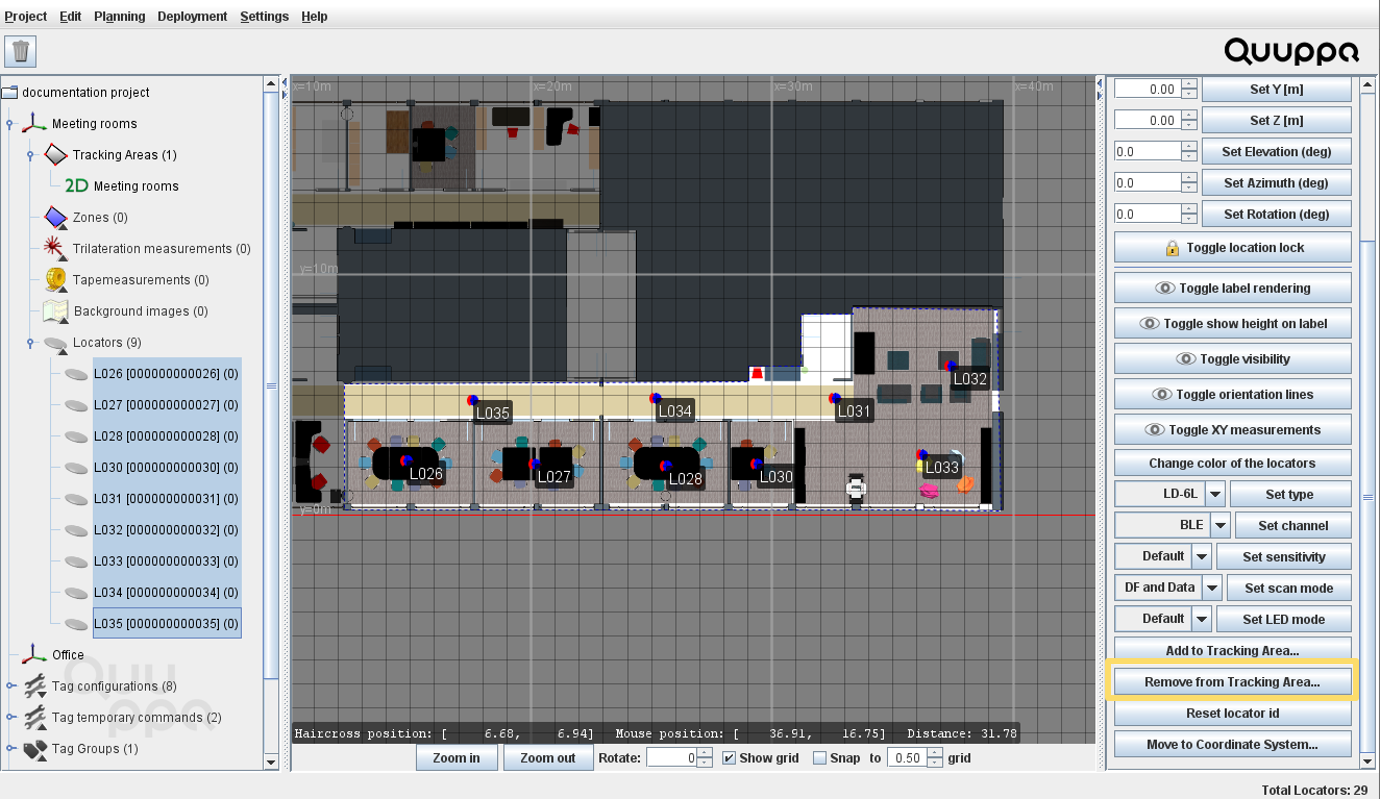 Project Edit Planning Deployment Settings Help
Quuppa
documentation project
Meeting rooms
Tracking Areas (1)
2D Meeting rooms
Zones (0)
Trilateration measurements (0)
Tapemeasurements (0)
Background images (0)
Locators (9)
L026 [000000000026] (0)
L027 [000000000027] (0)
L028 [000000000028] (0)
L030 [000000000030] (0)
L031 [000000000031] (0)
L032 [000000000032] (0)
L033 [000000000033] (0)
L034 [000000000034] (0)
L035 [000000000035] (0)
Office
Quuppa
Tag configurations (8)
Tag temporary commands (2)
Tag Groups (1)
x=10m x=20m x=30m x=40m
y=10m
L032
L035 L034 L031
L026 L027 L028 L030 L033
y=0m
Haircross position: [ 6.68, 6.94] Mouse position: [ 36.91, 16.75] Distance: 31.78
Zoom in Zoom out Rotate: 0 Show grid Snap to 0.50 grid
0.00 Set Y [m]
0.00 Set Z [m]
0.0 Set Elevation (deg)
0.0 Set Azimuth (deg)
0.0 Set Rotation (deg)
Toggle location lock
Toggle label rendering
Toggle show height on label
Toggle visibility
Toggle orientation lines
Toggle XY measurements
Change color of the locators
LD-6L Set type
BLE Set channel
Default Set sensitivity
DF and Data Set scan mode
Default Set LED mode
Add to Tracking Area...
Remove from Tracking Area...
Reset locator id
Move to Coordinate System...
Total Locators: 29